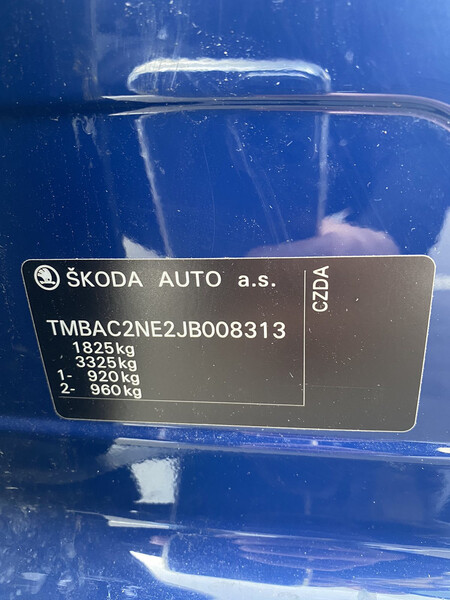 ŠKODA AUTO a.s.
CZDA
TMBAC2NE2JB008313
1825kg
3325kg
1- 920kg
2- 960kg